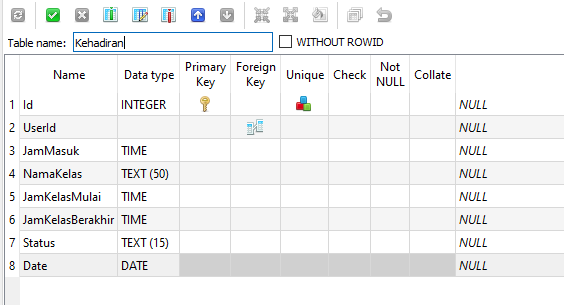 Table name: Kehadiran WITHOUT ROWID
Name Data type Primary Key Foreign Key Unique Check Not NULL Collate
1 Id INTEGER NULL
2 UserId NULL
3 JamMasuk TIME NULL
4 NamaKelas TEXT (50) NULL
5 JamKelasMulai TIME NULL
6 JamKelasBerakhir TIME NULL
7 Status TEXT (15) NULL
8 Date DATE NULL